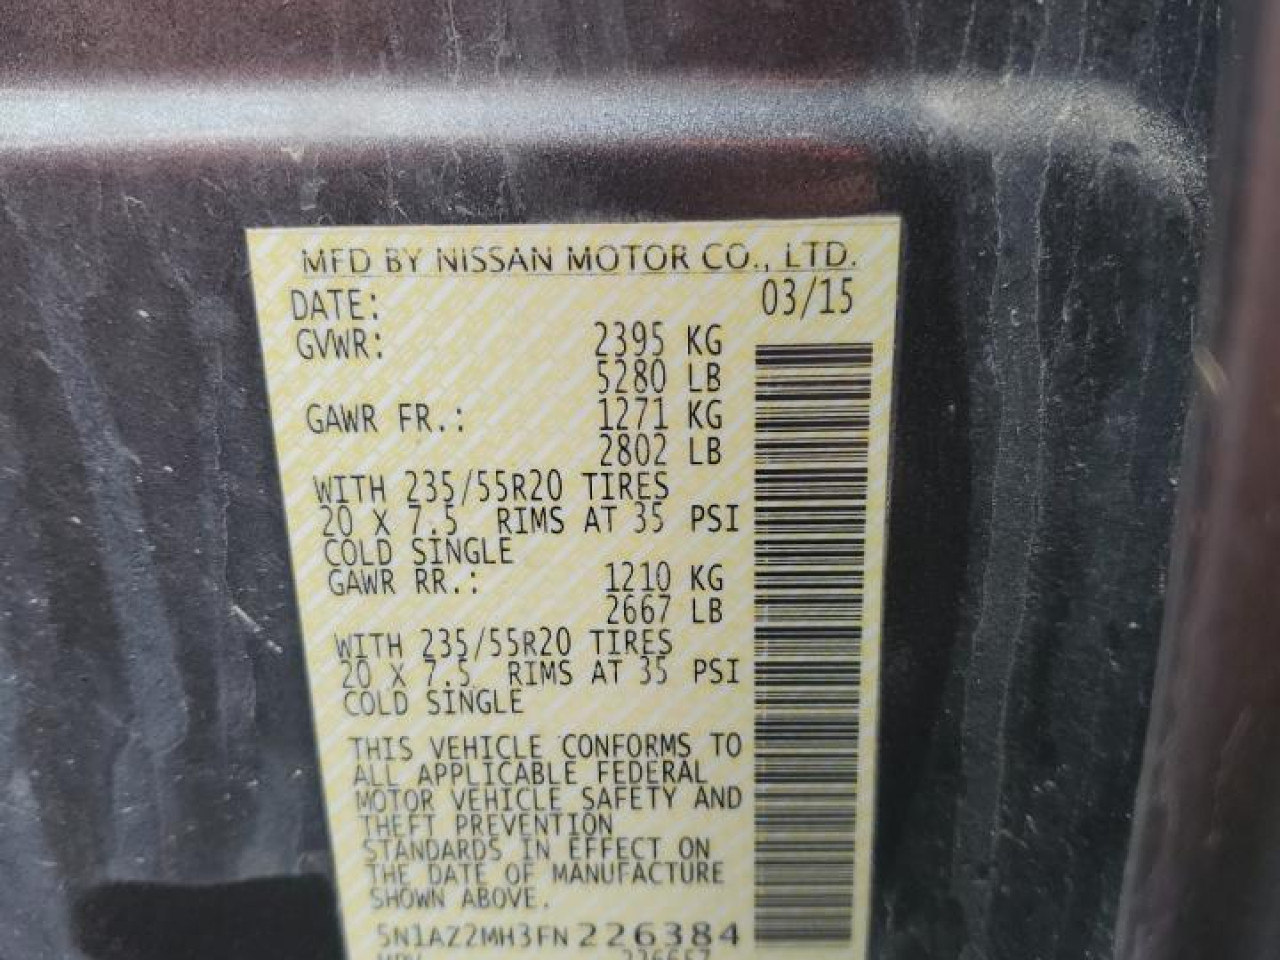 MFD BY NISSAN MOTOR CO., LTD.
DATE: 03/15
GVWR: 2395 KG
5280 LB
GAWR FR.: 1271 KG
2802 LB
WITH 235/55R20 TIRES
20 X 7.5 RIMS AT 35 PSI
COLD SINGLE
GAWR RR.: 1210 KG
2667 LB
WITH 235/55R20 TIRES
20 X 7.5 RIMS AT 35 PSI
COLD SINGLE
THIS VEHICLE CONFORMS TO
ALL APPLICABLE FEDERAL
MOTOR VEHICLE SAFETY AND
THEFT PREVENTION
STANDARDS IN EFFECT ON
THE DATE OF MANUFACTURE
SHOWN ABOVE.
5N1AZ2MH3FN226384